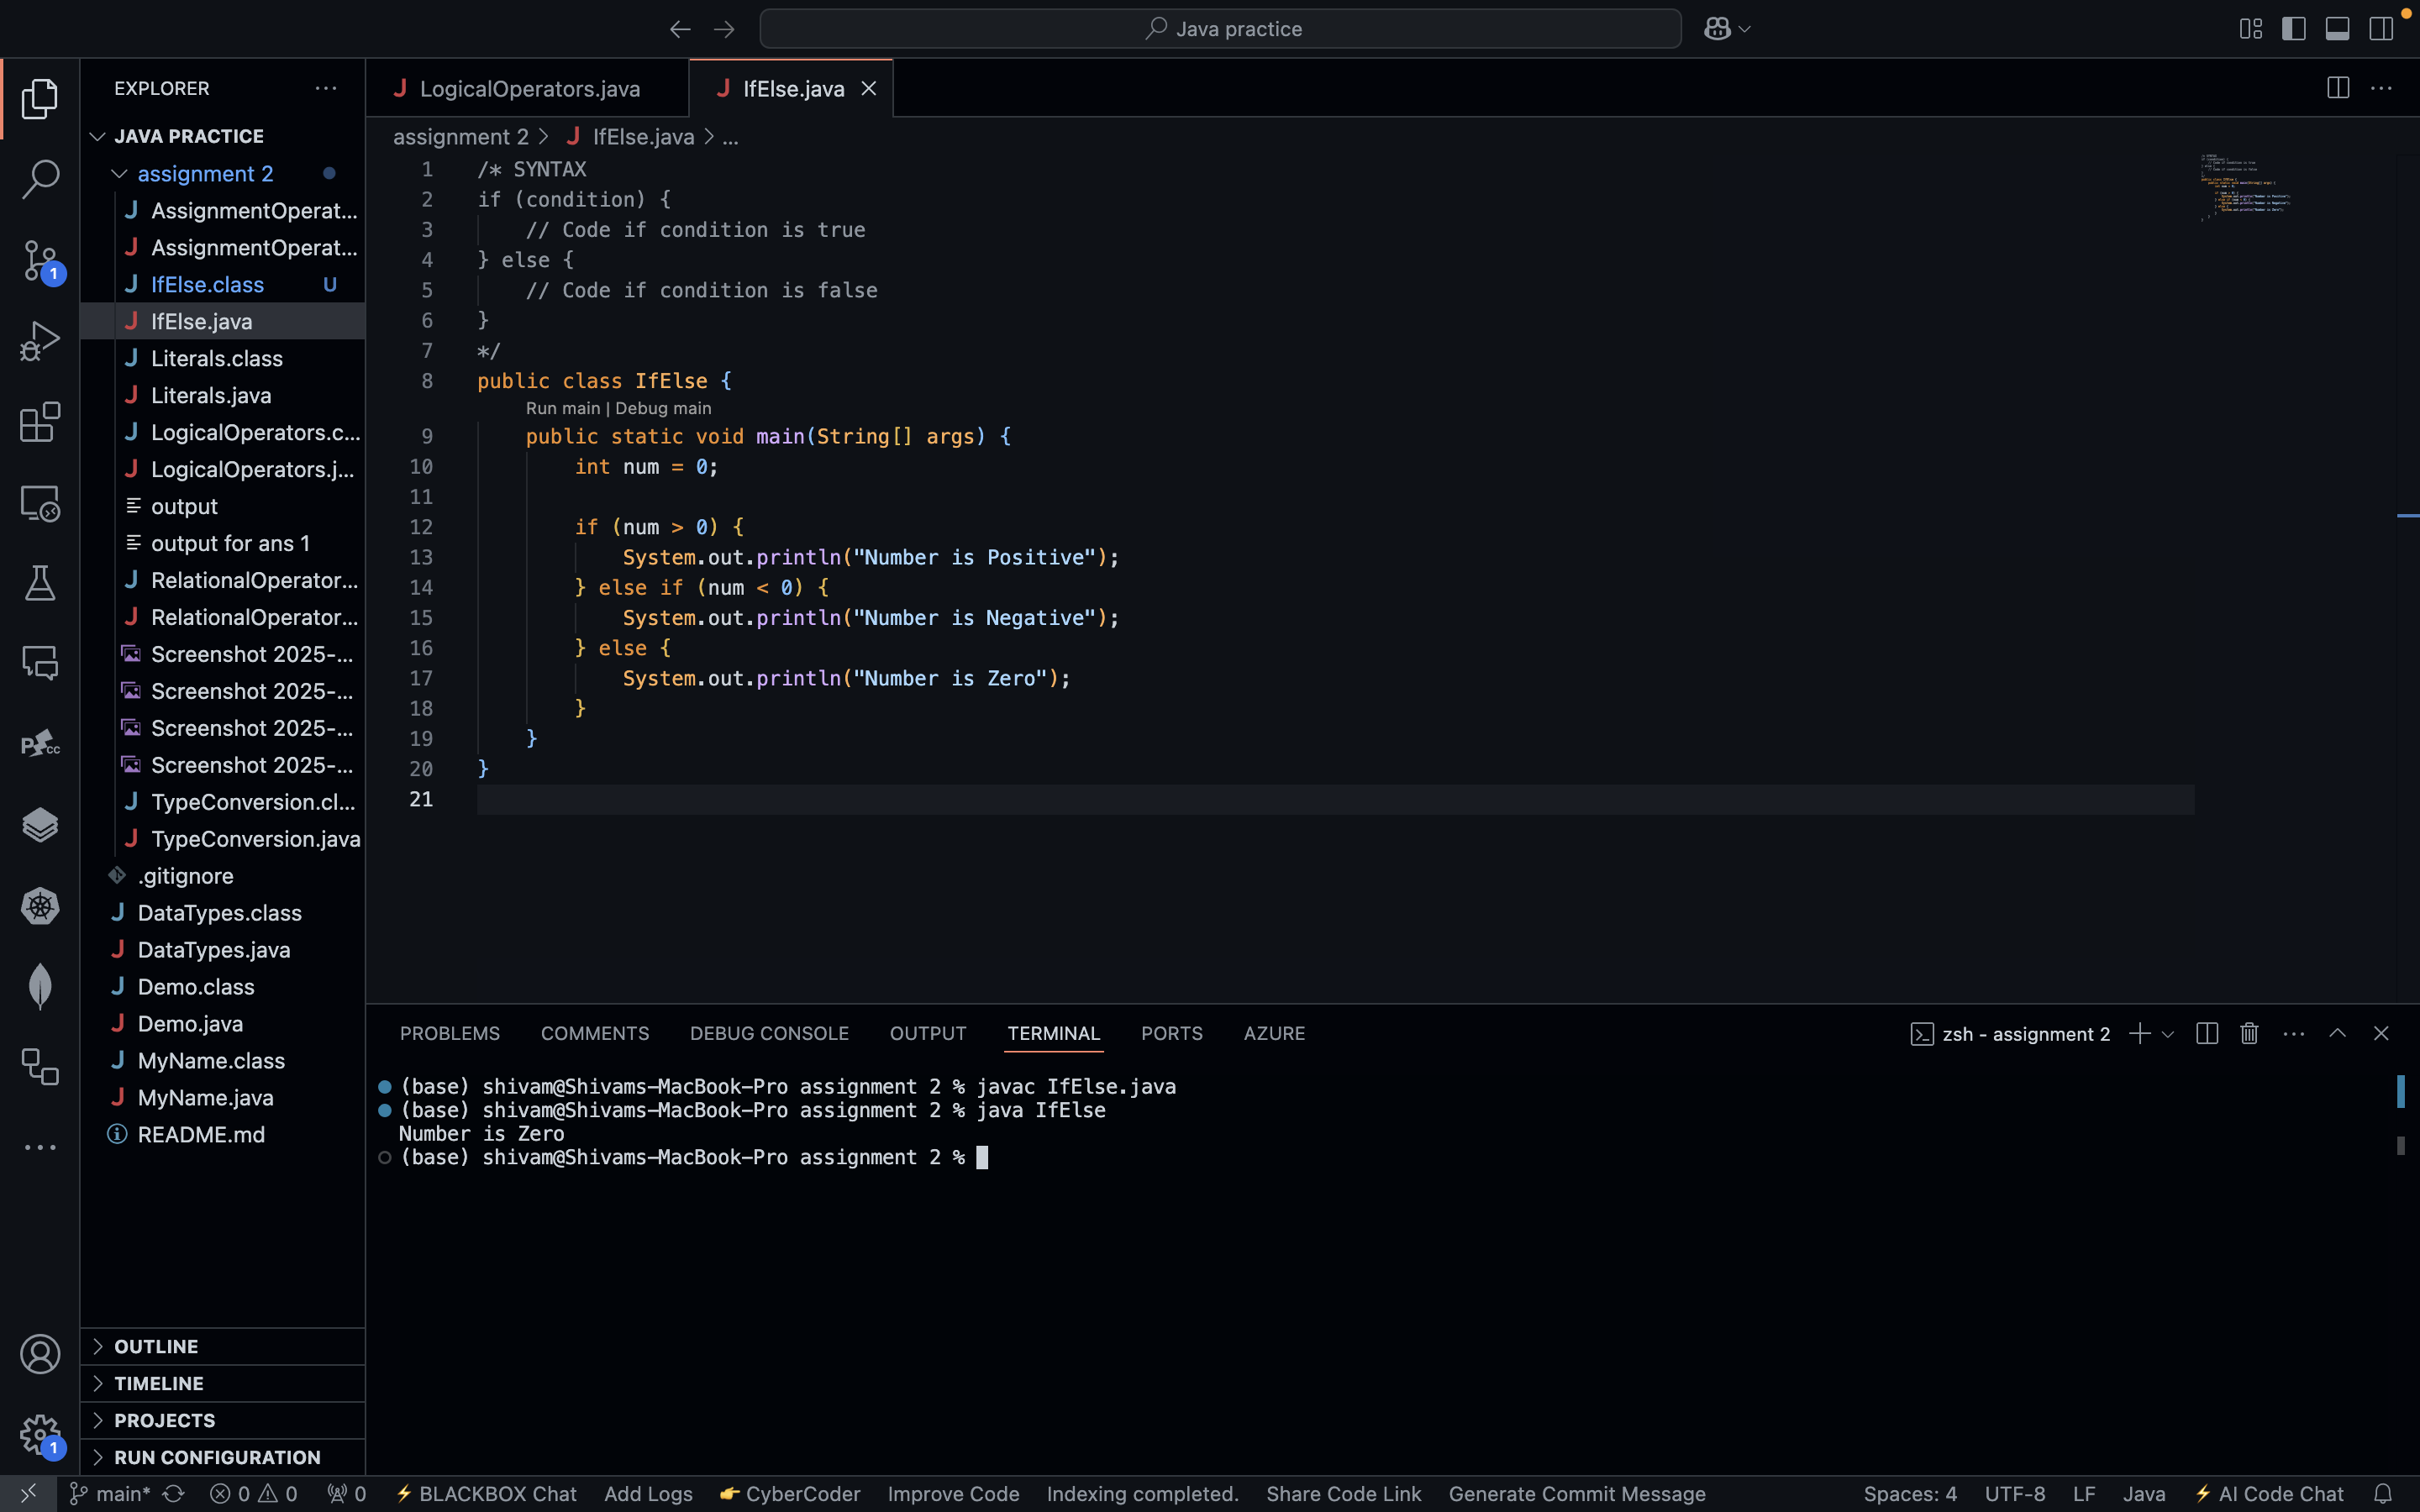 Java practice
EXPLORER
JAVA PRACTICE
assignment 2
AssignmentOperat...
AssignmentOperat...
IfElse.class U
IfElse.java
Literals.class
Literals.java
LogicalOperators.c...
LogicalOperators.j...
output
output for ans 1
RelationalOperator...
RelationalOperator...
Screenshot 2025-...
Screenshot 2025-...
Screenshot 2025-...
Screenshot 2025-...
TypeConversion.cl...
TypeConversion.java
.gitignore
DataTypes.class
DataTypes.java
Demo.class
Demo.java
MyName.class
MyName.java
README.md
OUTLINE
TIMELINE
PROJECTS
RUN CONFIGURATION
1
P CC
1
LogicalOperators.java IfElse.java
assignment 2 > IfElse.java > ...
1 /* SYNTAX
2 if (condition) {
3 // Code if condition is true
4 } else {
5 // Code if condition is false
6 }
7 */
8 public class IfElse {
Run main | Debug main
9 public static void main(String[] args) {
10 int num = 0;
11
12 if (num > 0) {
13 System.out.println("Number is Positive");
14 } else if (num < 0) {
15 System.out.println("Number is Negative");
16 } else {
17 System.out.println("Number is Zero");
18 }
19 }
20 }
21
PROBLEMS COMMENTS DEBUG CONSOLE OUTPUT TERMINAL PORTS AZURE
zsh - assignment 2
(base) shivam@Shivams-MacBook-Pro assignment 2 % javac IfElse.java
(base) shivam@Shivams-MacBook-Pro assignment 2 % java IfElse
Number is Zero
(base) shivam@Shivams-MacBook-Pro assignment 2 %
main* 0 0 0 BLACKBOX Chat Add Logs CyberCoder Improve Code Indexing completed. Share Code Link Generate Commit Message Spaces: 4 UTF-8 LF Java AI Code Chat